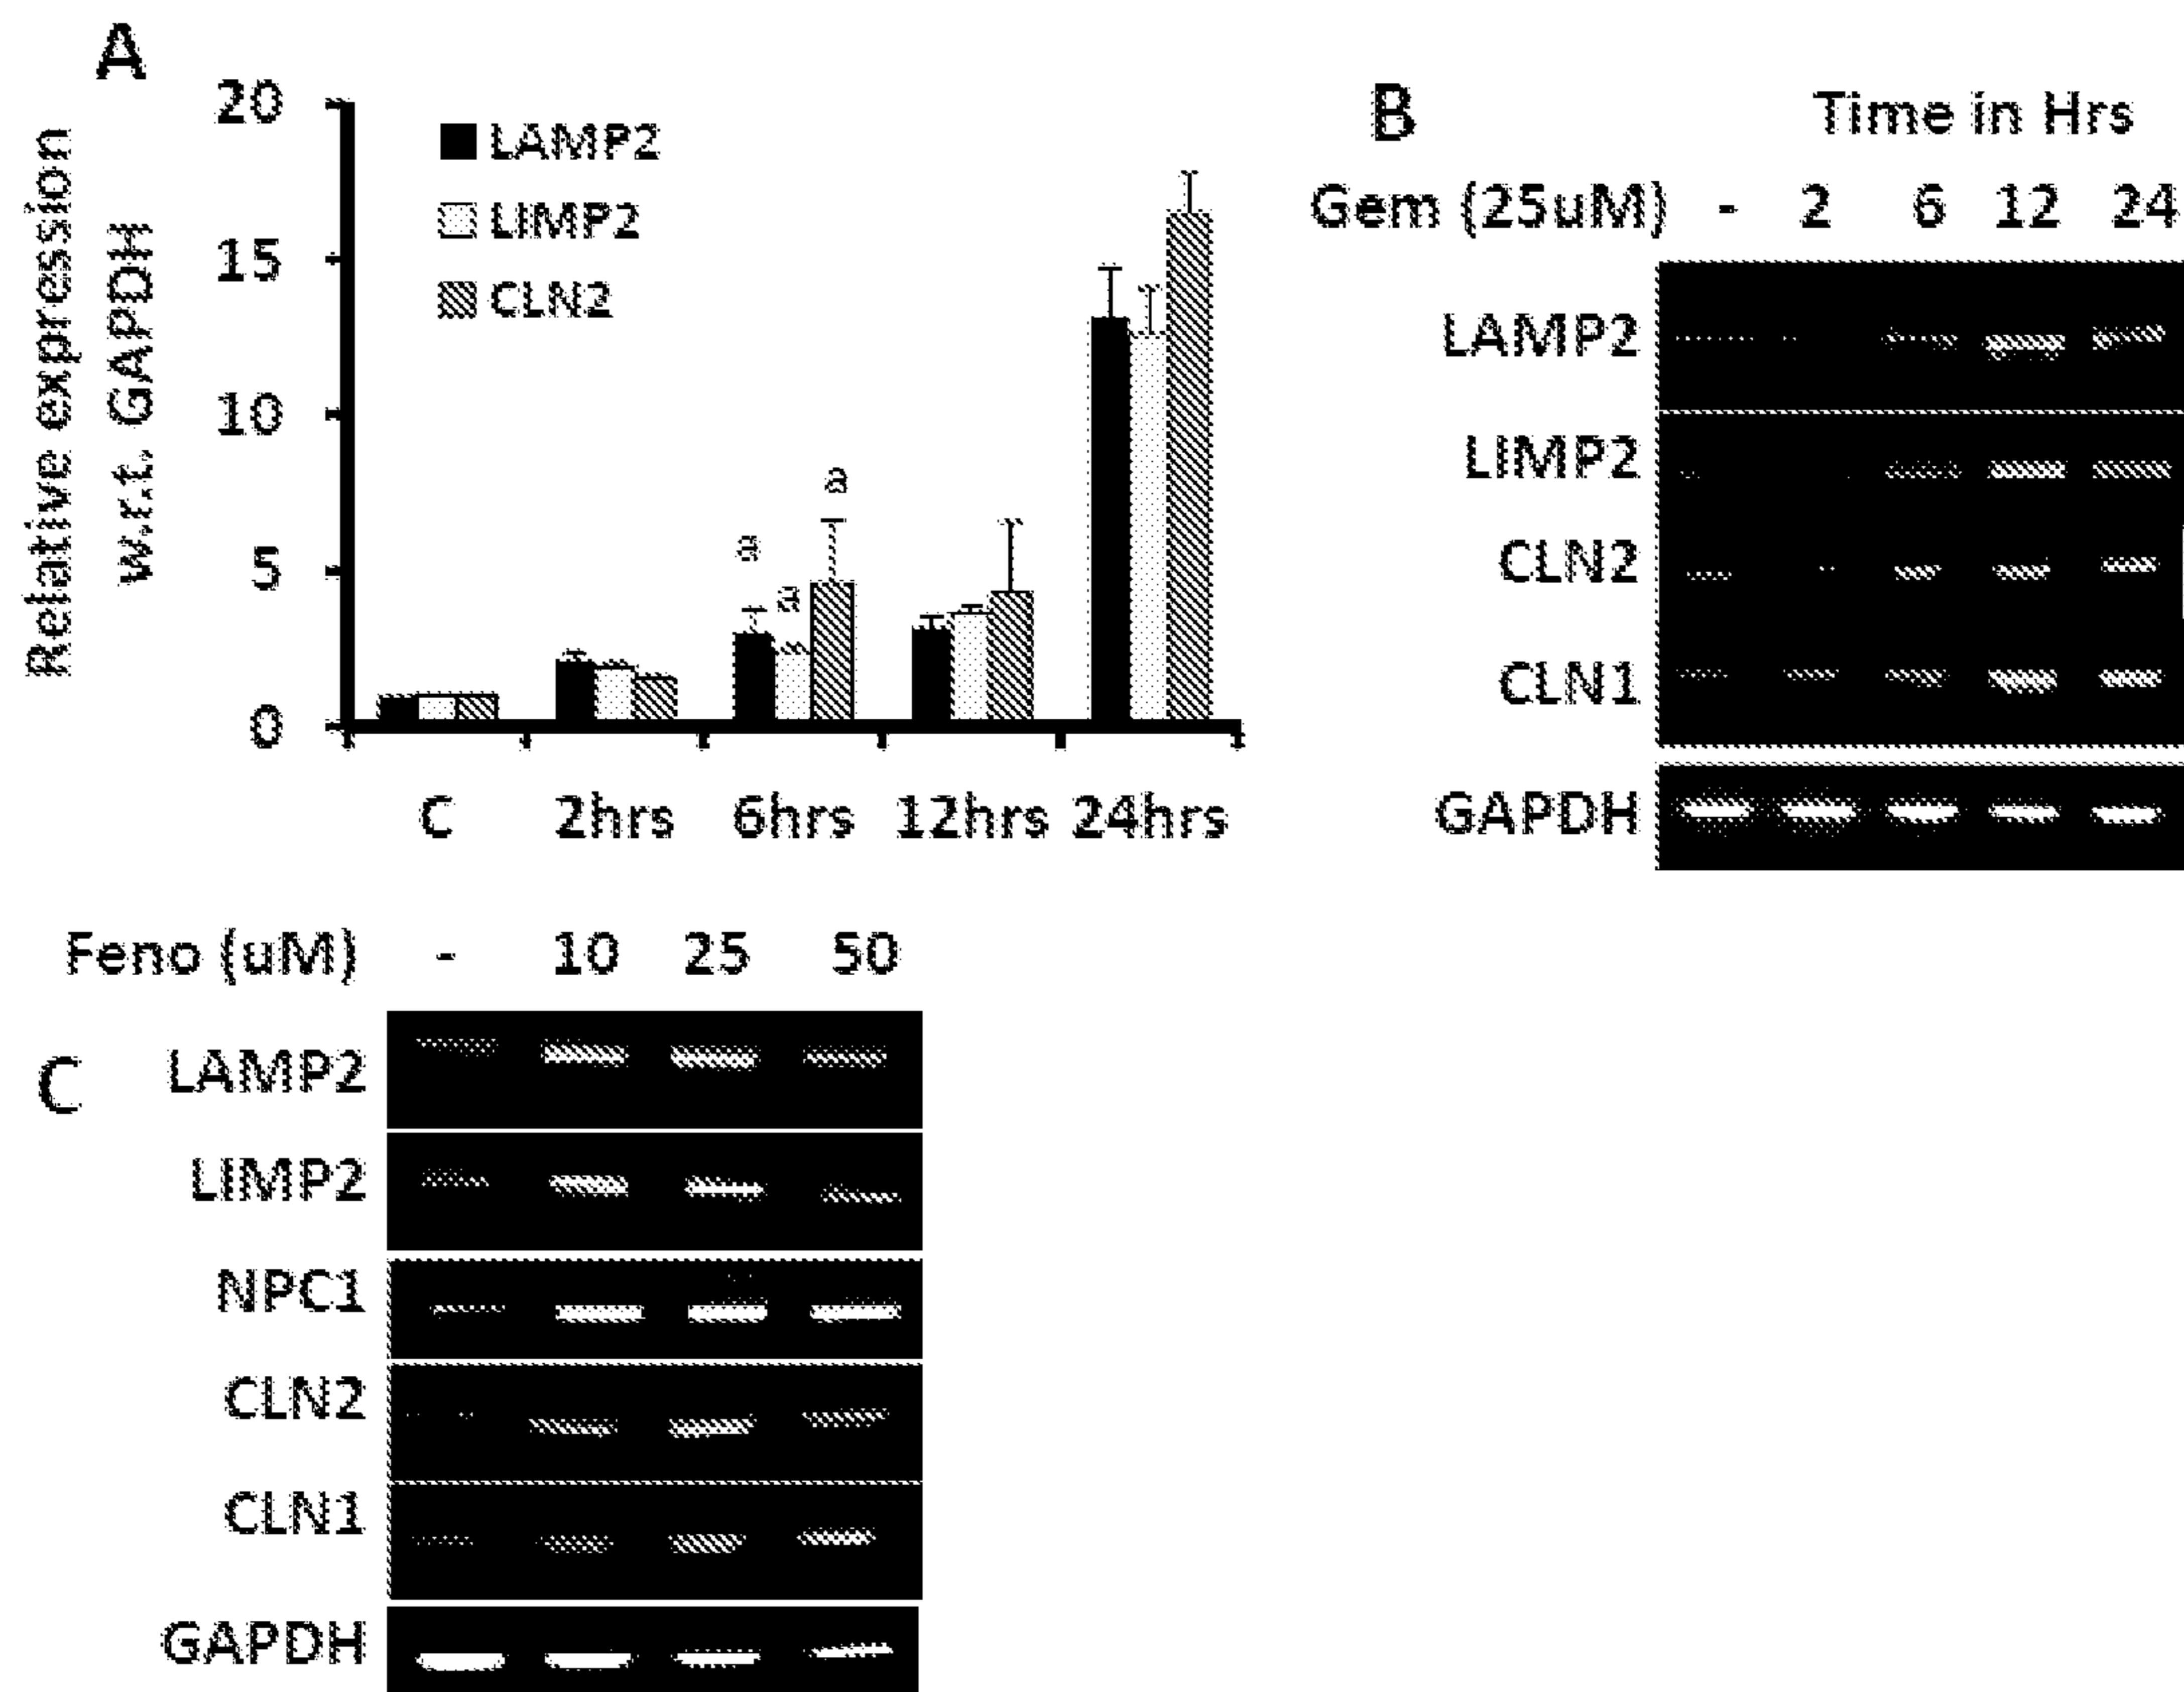 A
20
15
10
5
0
Relative expression
w.r.t. GAPDH
LAMP2
LIMP2
CLN2
a
a
a
C 2hrs 6hrs 12hrs 24hrs
B
Time in Hrs
Gem (25uM) - 2 6 12 24
LAMP2
LIMP2
CLN2
CLN1
GAPDH
Feno (uM) - 10 25 50
C
LAMP2
LIMP2
NPC1
CLN2
CLN1
GAPDH